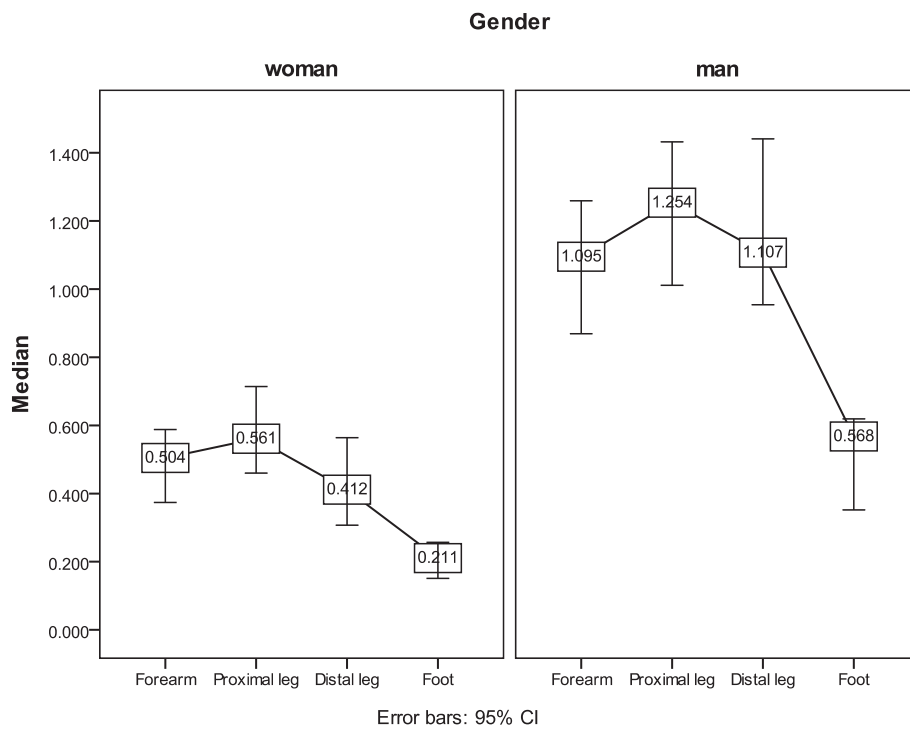 Gender
woman
man
Median
1.400
1.200
1.000
0.800
0.600
0.400
0.200
0.000
0.504
0.561
0.412
0.211
1.095
1.254
1.107
0.568
Forearm Proximal leg Distal leg Foot
Forearm Proximal leg Distal leg Foot
Error bars: 95% CI